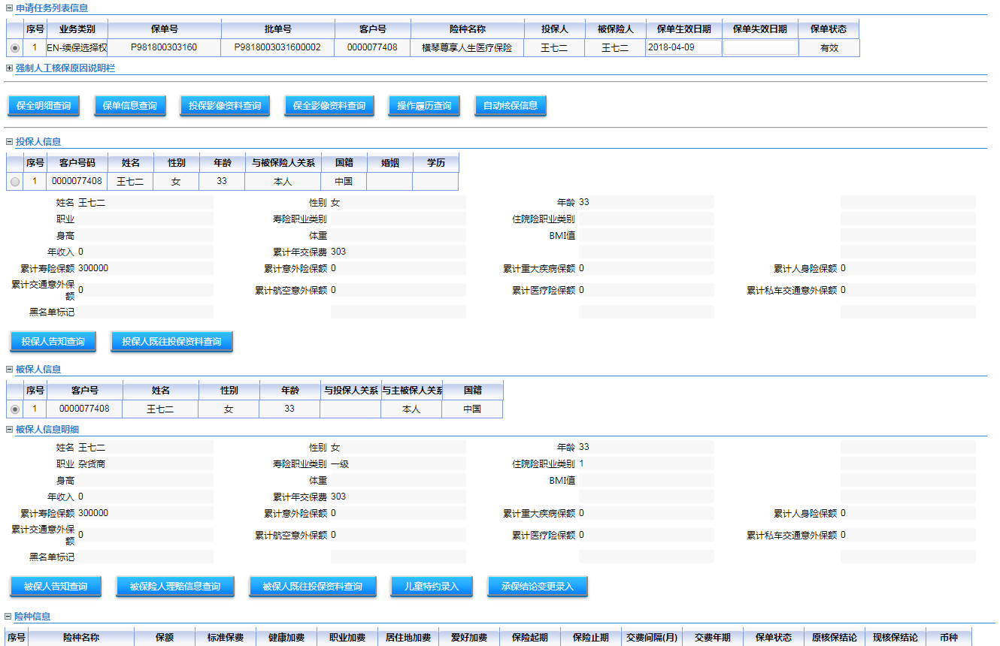 申请任务列表信息
序号 业务类别 保单号 批单号 客户号 险种名称 投保人 被保险人 保单生效日期 保单失效日期 保单状态
1 EN-续保选择权 P981800303160 P9818003031600002 0000077408 横琴尊享人生医疗保险 王七二 王七二 2018-04-09 有效
强制人工核保原因说明栏
保全明细查询 保单信息查询 投保影像资料查询 保全影像资料查询 操作履历查询 自动核保信息
投保人信息
序号 客户号码 姓名 性别 年龄 与被保险人关系 国籍 婚姻 学历
1 0000077408 王七二 女 33 本人 中国
姓名 王七二 性别 女 年龄 33
职业 寿险职业类别 住院险职业类别
身高 体重 BMI值
年收入 0 累计年交保费 303
累计寿险保额 300000 累计意外险保额 0 累计重大疾病保额 0 累计人身险保额 0
累计交通意外保额 0 累计航空意外保额 0 累计医疗险保额 0 累计私车交通意外保额 0
黑名单标记
投保人告知查询 投保人既往投保资料查询
被保人信息
序号 客户号 姓名 性别 年龄 与投保人关系 与主被保人关系 国籍
1 0000077408 王七二 女 33 本人 中国
被保人信息明细
姓名 王七二 性别 女 年龄 33
职业 杂货商 寿险职业类别 一级 住院险职业类别 1
身高 体重 BMI值
年收入 0 累计年交保费 303
累计寿险保额 300000 累计意外险保额 0 累计重大疾病保额 0 累计人身险保额 0
累计交通意外保额 0 累计航空意外保额 0 累计医疗险保额 0 累计私车交通意外保额 0
黑名单标记
被保人告知查询 被保险人理赔信息查询 被保人既往投保资料查询 儿童特约录入 承保结论变更录入
险种信息
序号 险种名称 保额 标准保费 健康加费 职业加费 居住地加费 爱好加费 保险起期 保险止期 交费间隔(月) 交费年期 保单状态 原核保结论 现核保结论 币种